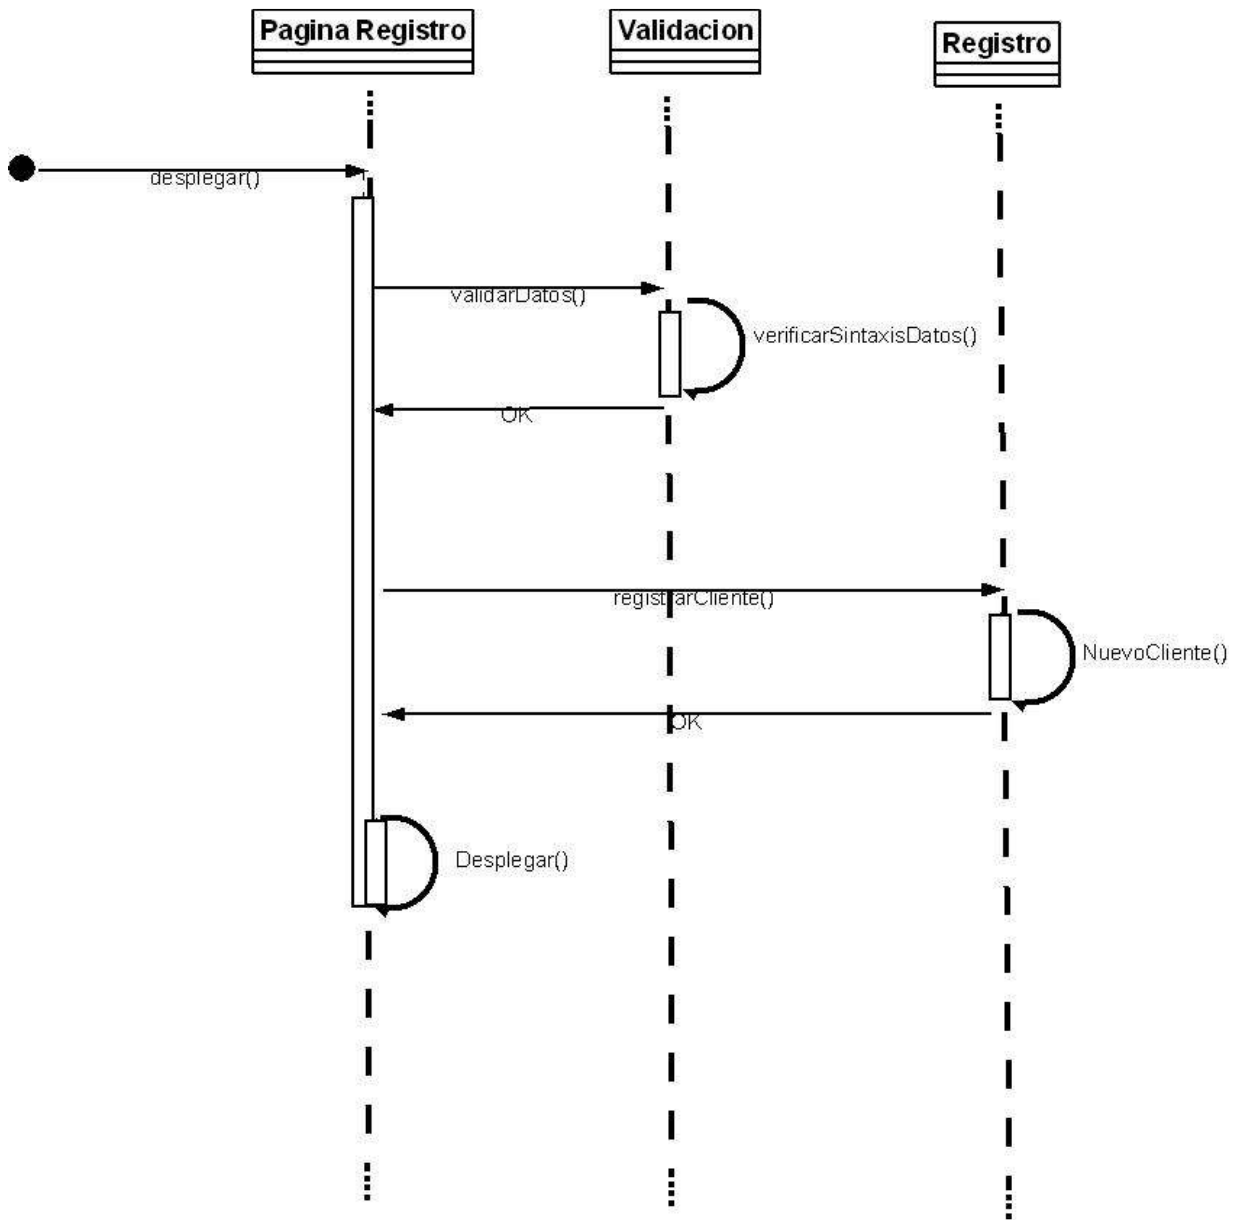 Pagina Registro
Validacion
Registro
desplegar()
validarDatos()
verificarSintaxisDatos()
OK
registrarCliente()
NuevoCliente()
OK
Desplegar()